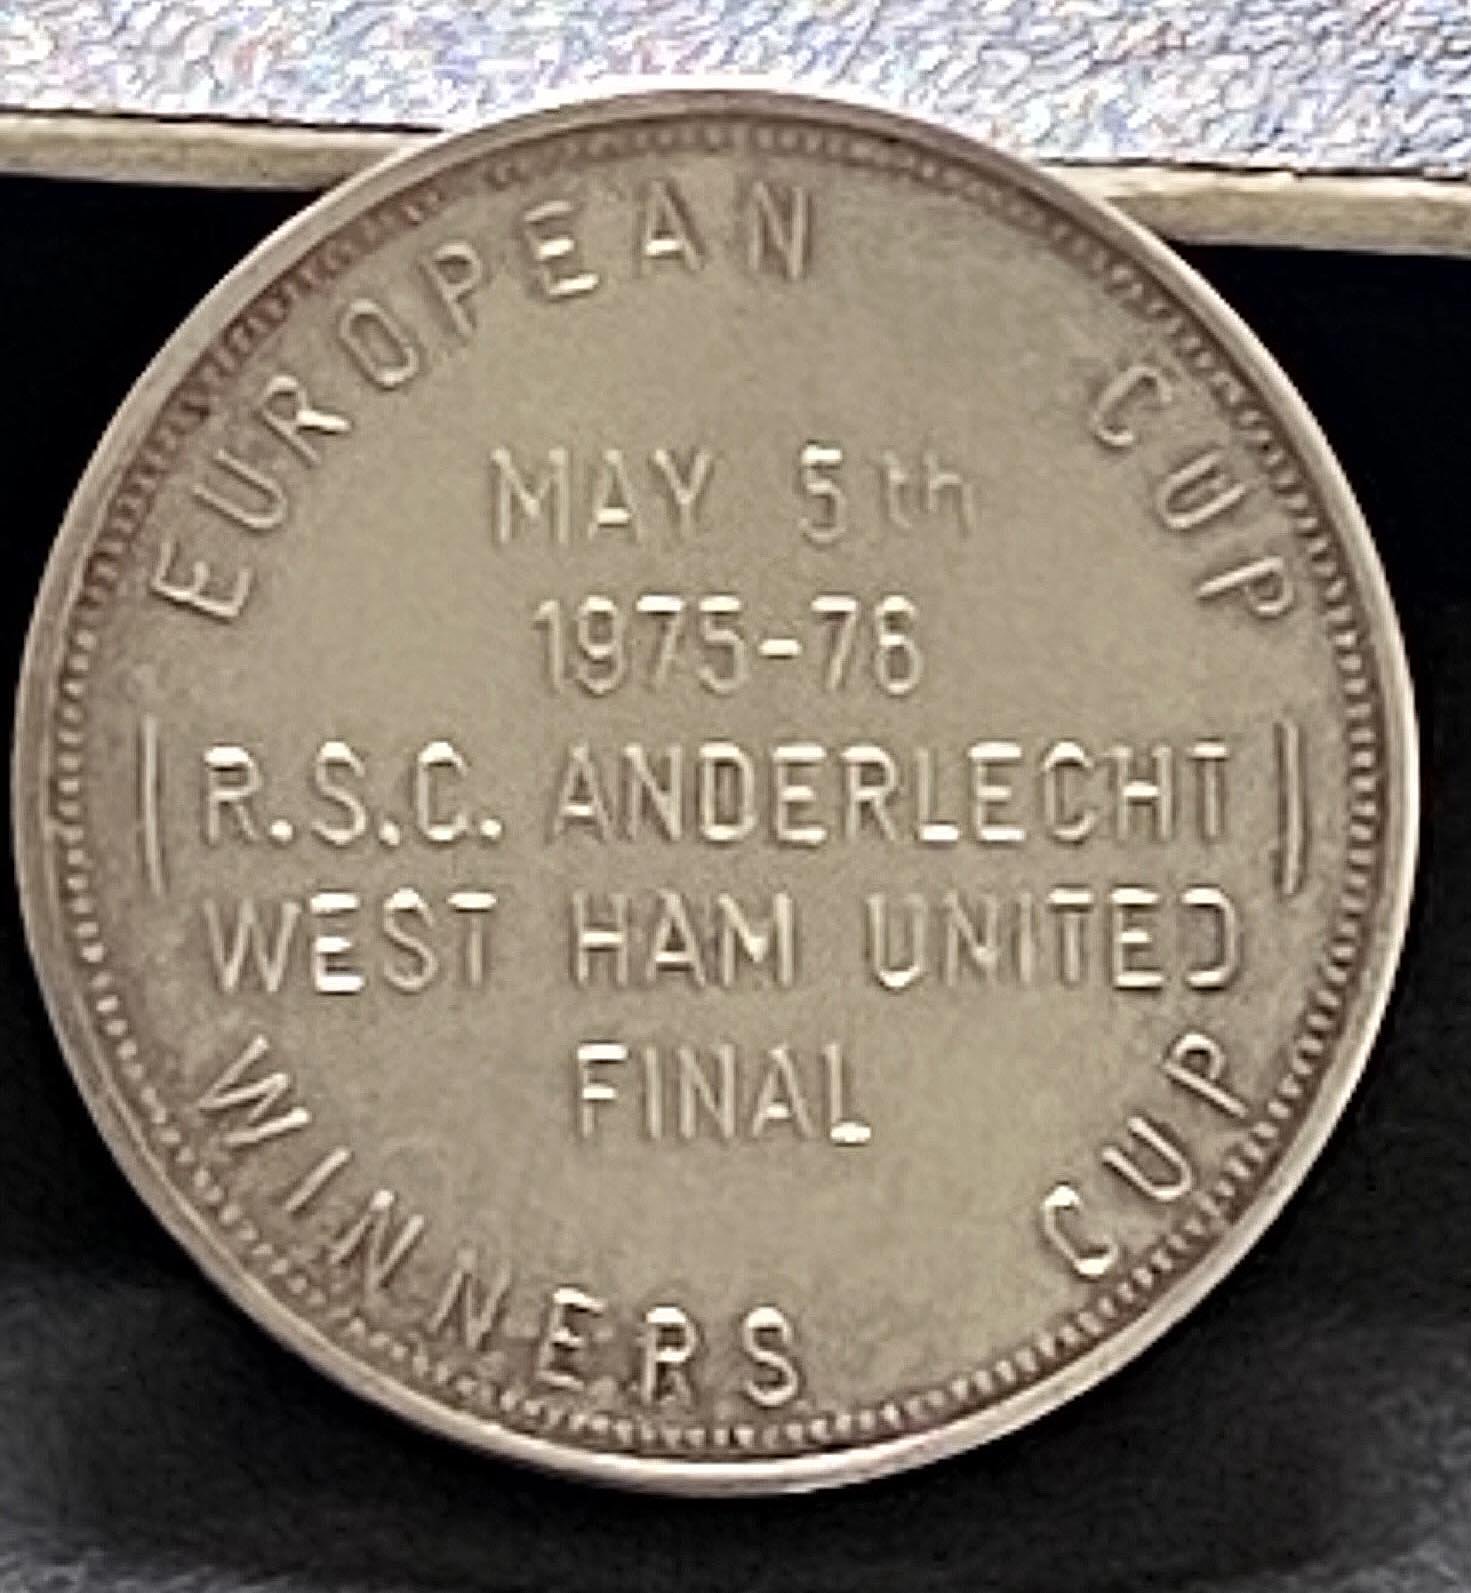 EUROPEAN CUP
MAY 5th
1975-76
R.S.C. ANDERLECHT
WEST HAM UNITED
FINAL
WINNERS CUP